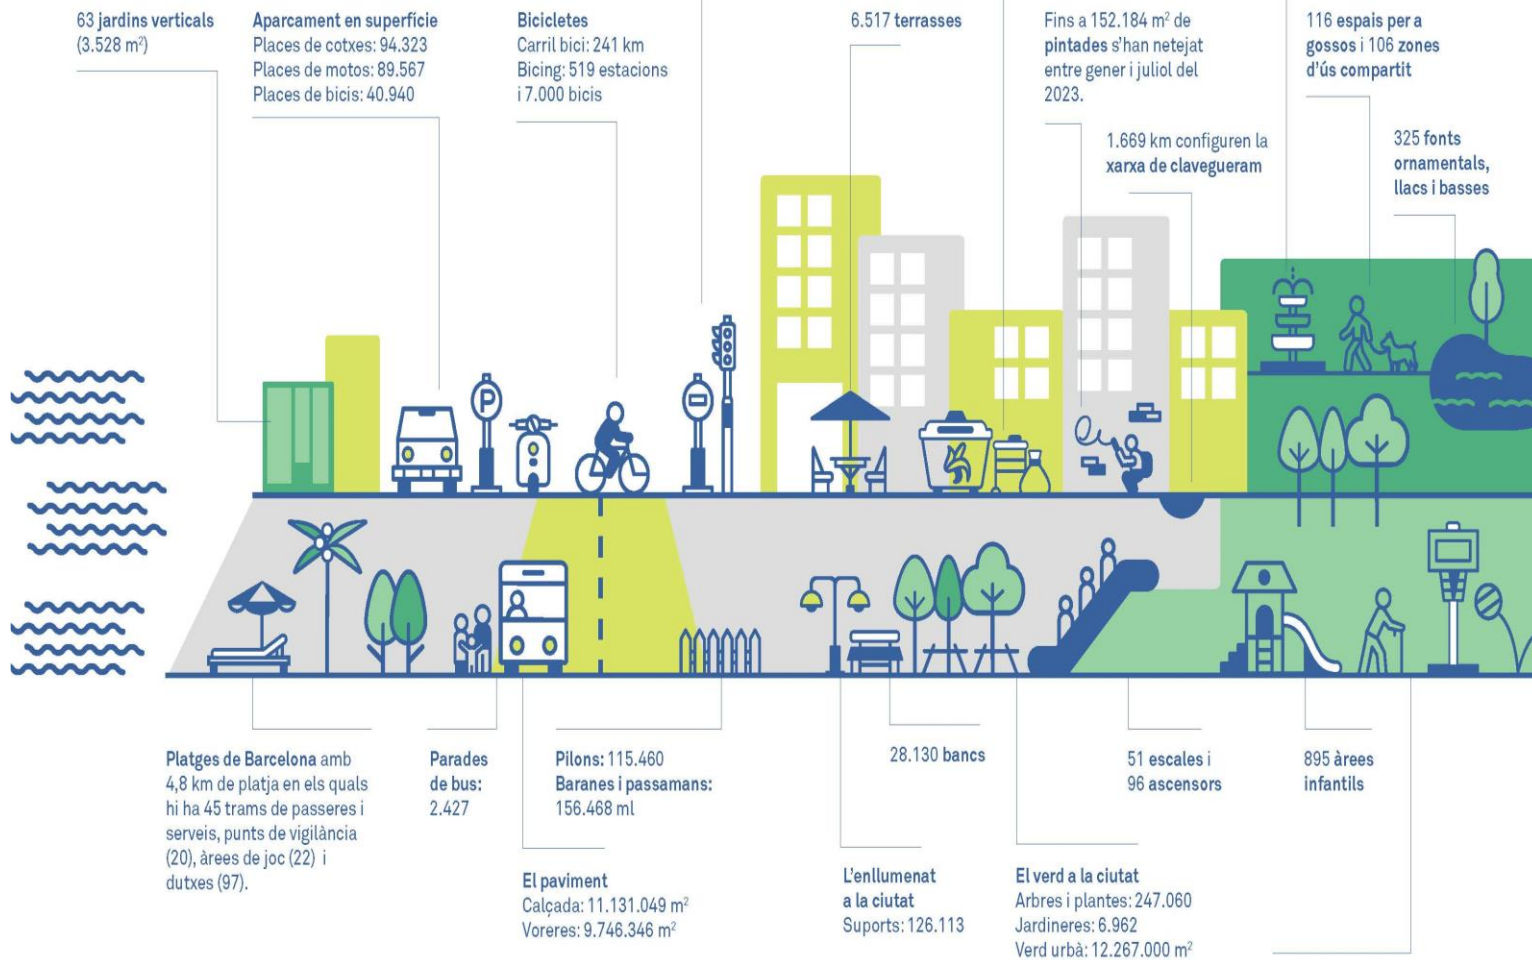 63 jardins verticals
(3.528 m²)
Aparcament en superfície
Places de cotxes: 94.323
Places de motos: 89.567
Places de bicis: 40.940
Bicicletes
Carril bici: 241 km
Bicing: 519 estacions
i 7.000 bicis
6.517 terrasses
Fins a 152.184 m² de
pintades s'han netejat
entre gener i juliol del
2023.
116 espais per a
gossos i 106 zones
d'ús compartit
1.669 km configuren la
xarxa de clavegueram
325 fonts
ornamentals,
llacs i basses
P
Platges de Barcelona amb
4,8 km de platja en els quals
hi ha 45 trams de passeres i
serveis, punts de vigilància
(20), àrees de joc (22) i
dutxes (97).
Parades
de bus:
2.427
Pilons: 115.460
Baranes i passamans:
156.468 ml
28.130 bancs
51 escales i
96 ascensors
895 àrees
infantils
El paviment
Calçada: 11.131.049 m²
Voreres: 9.746.346 m²
L'enllumenat
a la ciutat
Suports: 126.113
El verd a la ciutat
Arbres i plantes: 247.060
Jardineres: 6.962
Verd urbà: 12.267.000 m²